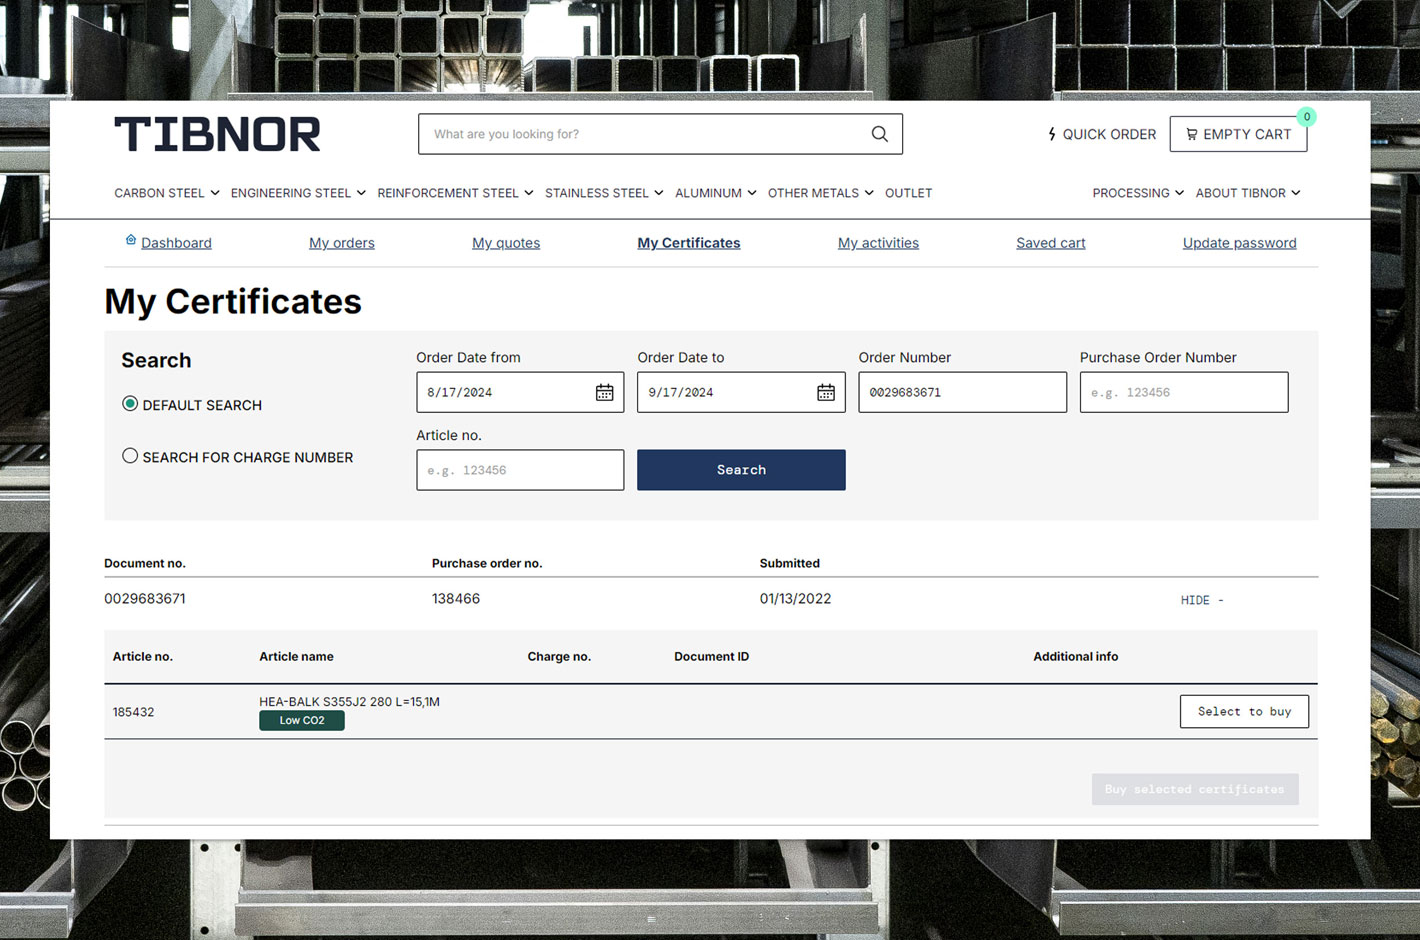 TIBNOR
What are you looking for?
QUICK ORDER
EMPTY CART
0
CARBON STEEL
ENGINEERING STEEL
REINFORCEMENT STEEL
STAINLESS STEEL
ALUMINUM
OTHER METALS
OUTLET
PROCESSING
ABOUT TIBNOR
Dashboard
My orders
My quotes
My Certificates
My activities
Saved cart
Update password
My Certificates
Search
DEFAULT SEARCH
SEARCH FOR CHARGE NUMBER
Order Date from
8/17/2024
Order Date to
9/17/2024
Order Number
0029683671
Purchase Order Number
e.g. 123456
Article no.
e.g. 123456
Search
Document no.
Purchase order no.
Submitted
0029683671
138466
01/13/2022
HIDE -
Article no.
Article name
Charge no.
Document ID
Additional info
185432
HEA-BALK S355J2 280 L=15,1M
Low CO2
Select to buy
Buy selected certificates